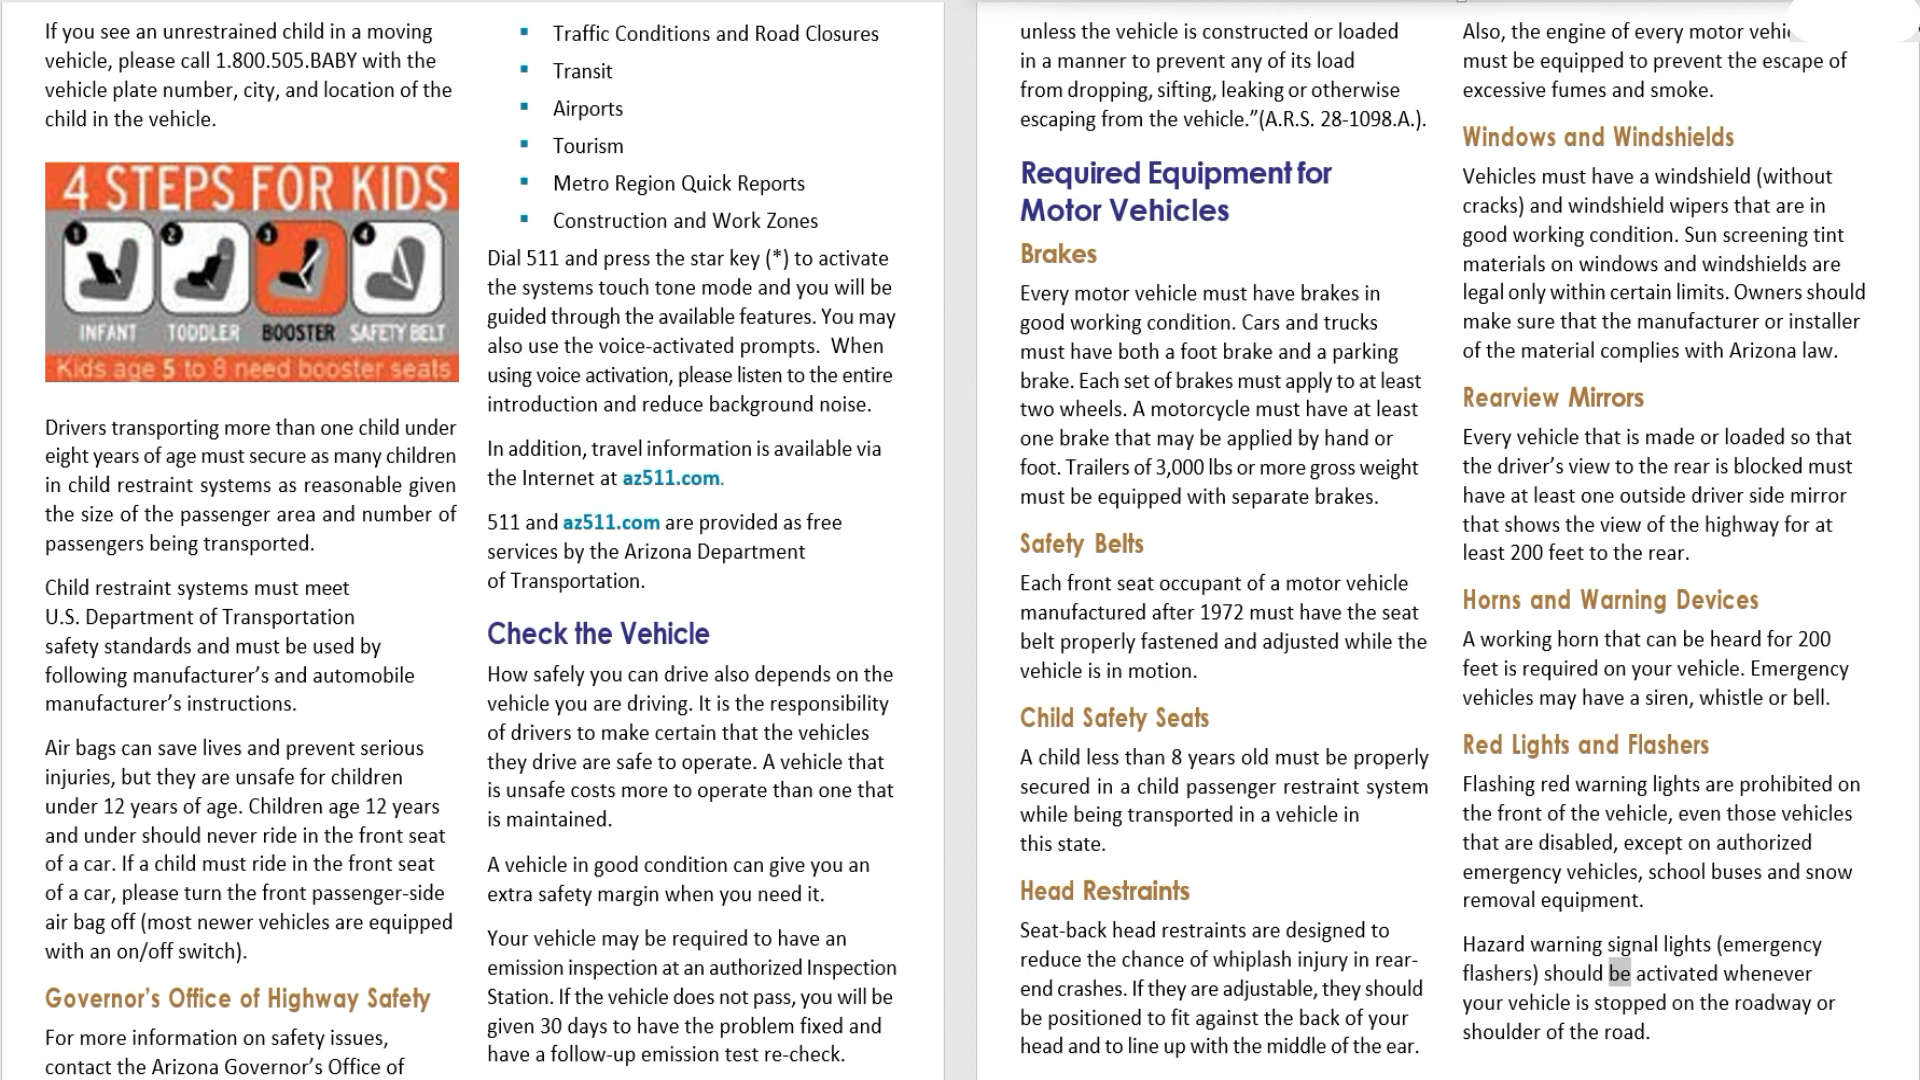 If you see an unrestrained child in a moving
vehicle, please call 1.800.505.BABY with the
vehicle plate number, city, and location of the
child in the vehicle.
4 STEPS FOR KIDS
1 2 3 4
INFANT TODDLER BOOSTER SAFETY BELT
Kids age 5 to 8 need booster seats
Drivers transporting more than one child under
eight years of age must secure as many children
in child restraint systems as reasonable given
the size of the passenger area and number of
passengers being transported.
Child restraint systems must meet
U.S. Department of Transportation
safety standards and must be used by
following manufacturer’s and automobile
manufacturer’s instructions.
Air bags can save lives and prevent serious
injuries, but they are unsafe for children
under 12 years of age. Children age 12 years
and under should never ride in the front seat
of a car. If a child must ride in the front seat
of a car, please turn the front passenger-side
air bag off (most newer vehicles are equipped
with an on/off switch).
Governor’s Office of Highway Safety
For more information on safety issues,
contact the Arizona Governor’s Office of
▪ Traffic Conditions and Road Closures
▪ Transit
▪ Airports
▪ Tourism
▪ Metro Region Quick Reports
▪ Construction and Work Zones
Dial 511 and press the star key (*) to activate
the systems touch tone mode and you will be
guided through the available features. You may
also use the voice-activated prompts. When
using voice activation, please listen to the entire
introduction and reduce background noise.
In addition, travel information is available via
the Internet at az511.com.
511 and az511.com are provided as free
services by the Arizona Department
of Transportation.
Check the Vehicle
How safely you can drive also depends on the
vehicle you are driving. It is the responsibility
of drivers to make certain that the vehicles
they drive are safe to operate. A vehicle that
is unsafe costs more to operate than one that
is maintained.
A vehicle in good condition can give you an
extra safety margin when you need it.
Your vehicle may be required to have an
emission inspection at an authorized Inspection
Station. If the vehicle does not pass, you will be
given 30 days to have the problem fixed and
have a follow-up emission test re-check.
unless the vehicle is constructed or loaded
in a manner to prevent any of its load
from dropping, sifting, leaking or otherwise
escaping from the vehicle.”(A.R.S. 28-1098.A.).
Required Equipment for
Motor Vehicles
Brakes
Every motor vehicle must have brakes in
good working condition. Cars and trucks
must have both a foot brake and a parking
brake. Each set of brakes must apply to at least
two wheels. A motorcycle must have at least
one brake that may be applied by hand or
foot. Trailers of 3,000 lbs or more gross weight
must be equipped with separate brakes.
Safety Belts
Each front seat occupant of a motor vehicle
manufactured after 1972 must have the seat
belt properly fastened and adjusted while the
vehicle is in motion.
Child Safety Seats
A child less than 8 years old must be properly
secured in a child passenger restraint system
while being transported in a vehicle in
this state.
Head Restraints
Seat-back head restraints are designed to
reduce the chance of whiplash injury in rear-
end crashes. If they are adjustable, they should
be positioned to fit against the back of your
head and to line up with the middle of the ear.
Also, the engine of every motor
must be equipped to prevent the escape of
excessive fumes and smoke.
Windows and Windshields
Vehicles must have a windshield (without
cracks) and windshield wipers that are in
good working condition. Sun screening tint
materials on windows and windshields are
legal only within certain limits. Owners should
make sure that the manufacturer or installer
of the material complies with Arizona law.
Rearview Mirrors
Every vehicle that is made or loaded so that
the driver’s view to the rear is blocked must
have at least one outside driver side mirror
that shows the view of the highway for at
least 200 feet to the rear.
Horns and Warning Devices
A working horn that can be heard for 200
feet is required on your vehicle. Emergency
vehicles may have a siren, whistle or bell.
Red Lights and Flashers
Flashing red warning lights are prohibited on
the front of the vehicle, even those vehicles
that are disabled, except on authorized
emergency vehicles, school buses and snow
removal equipment.
Hazard warning signal lights (emergency
flashers) should be activated whenever
your vehicle is stopped on the roadway or
shoulder of the road.